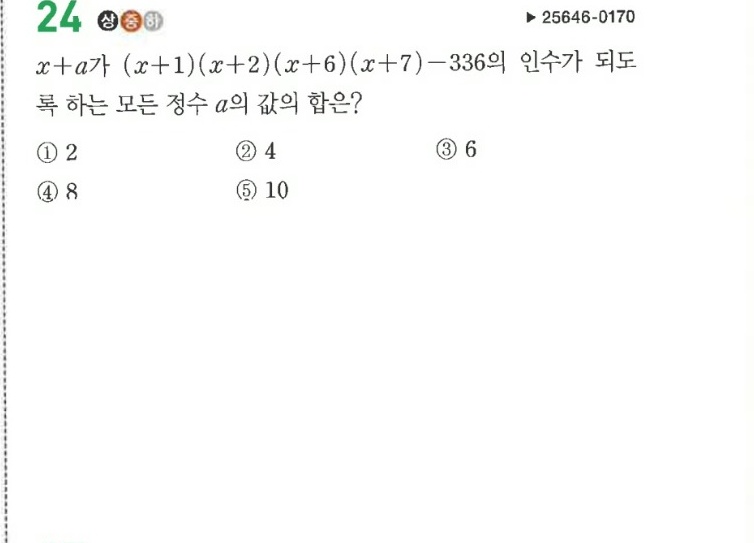 24 상 중 하
▶ 25646-0170
x+a가 (x+1)(x+2)(x+6)(x+7)-336의 인수가 되도
록 하는 모든 정수 a의 값의 합은?
① 2 ② 4 ③ 6
④ 8 ⑤ 10